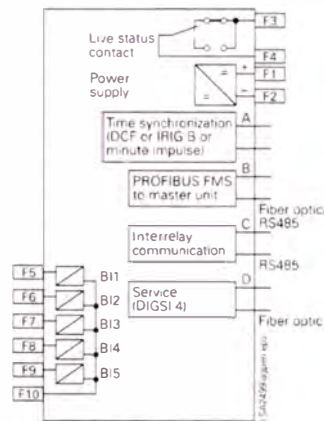 F3
Live status
contact
F4
Power
supply
= + F1
= − F2
Time synchronization
(DCF or IRIG B or
minute impulse)
A
PROFIBUS FMS
to master unit
B
Fiber optic
RS485
Interrelay
communication
C
RS485
Service
(DIGSI 4)
D
Fiber optic
F5 BI1
F6 BI2
F7 BI3
F8 BI4
F9 BI5
F10